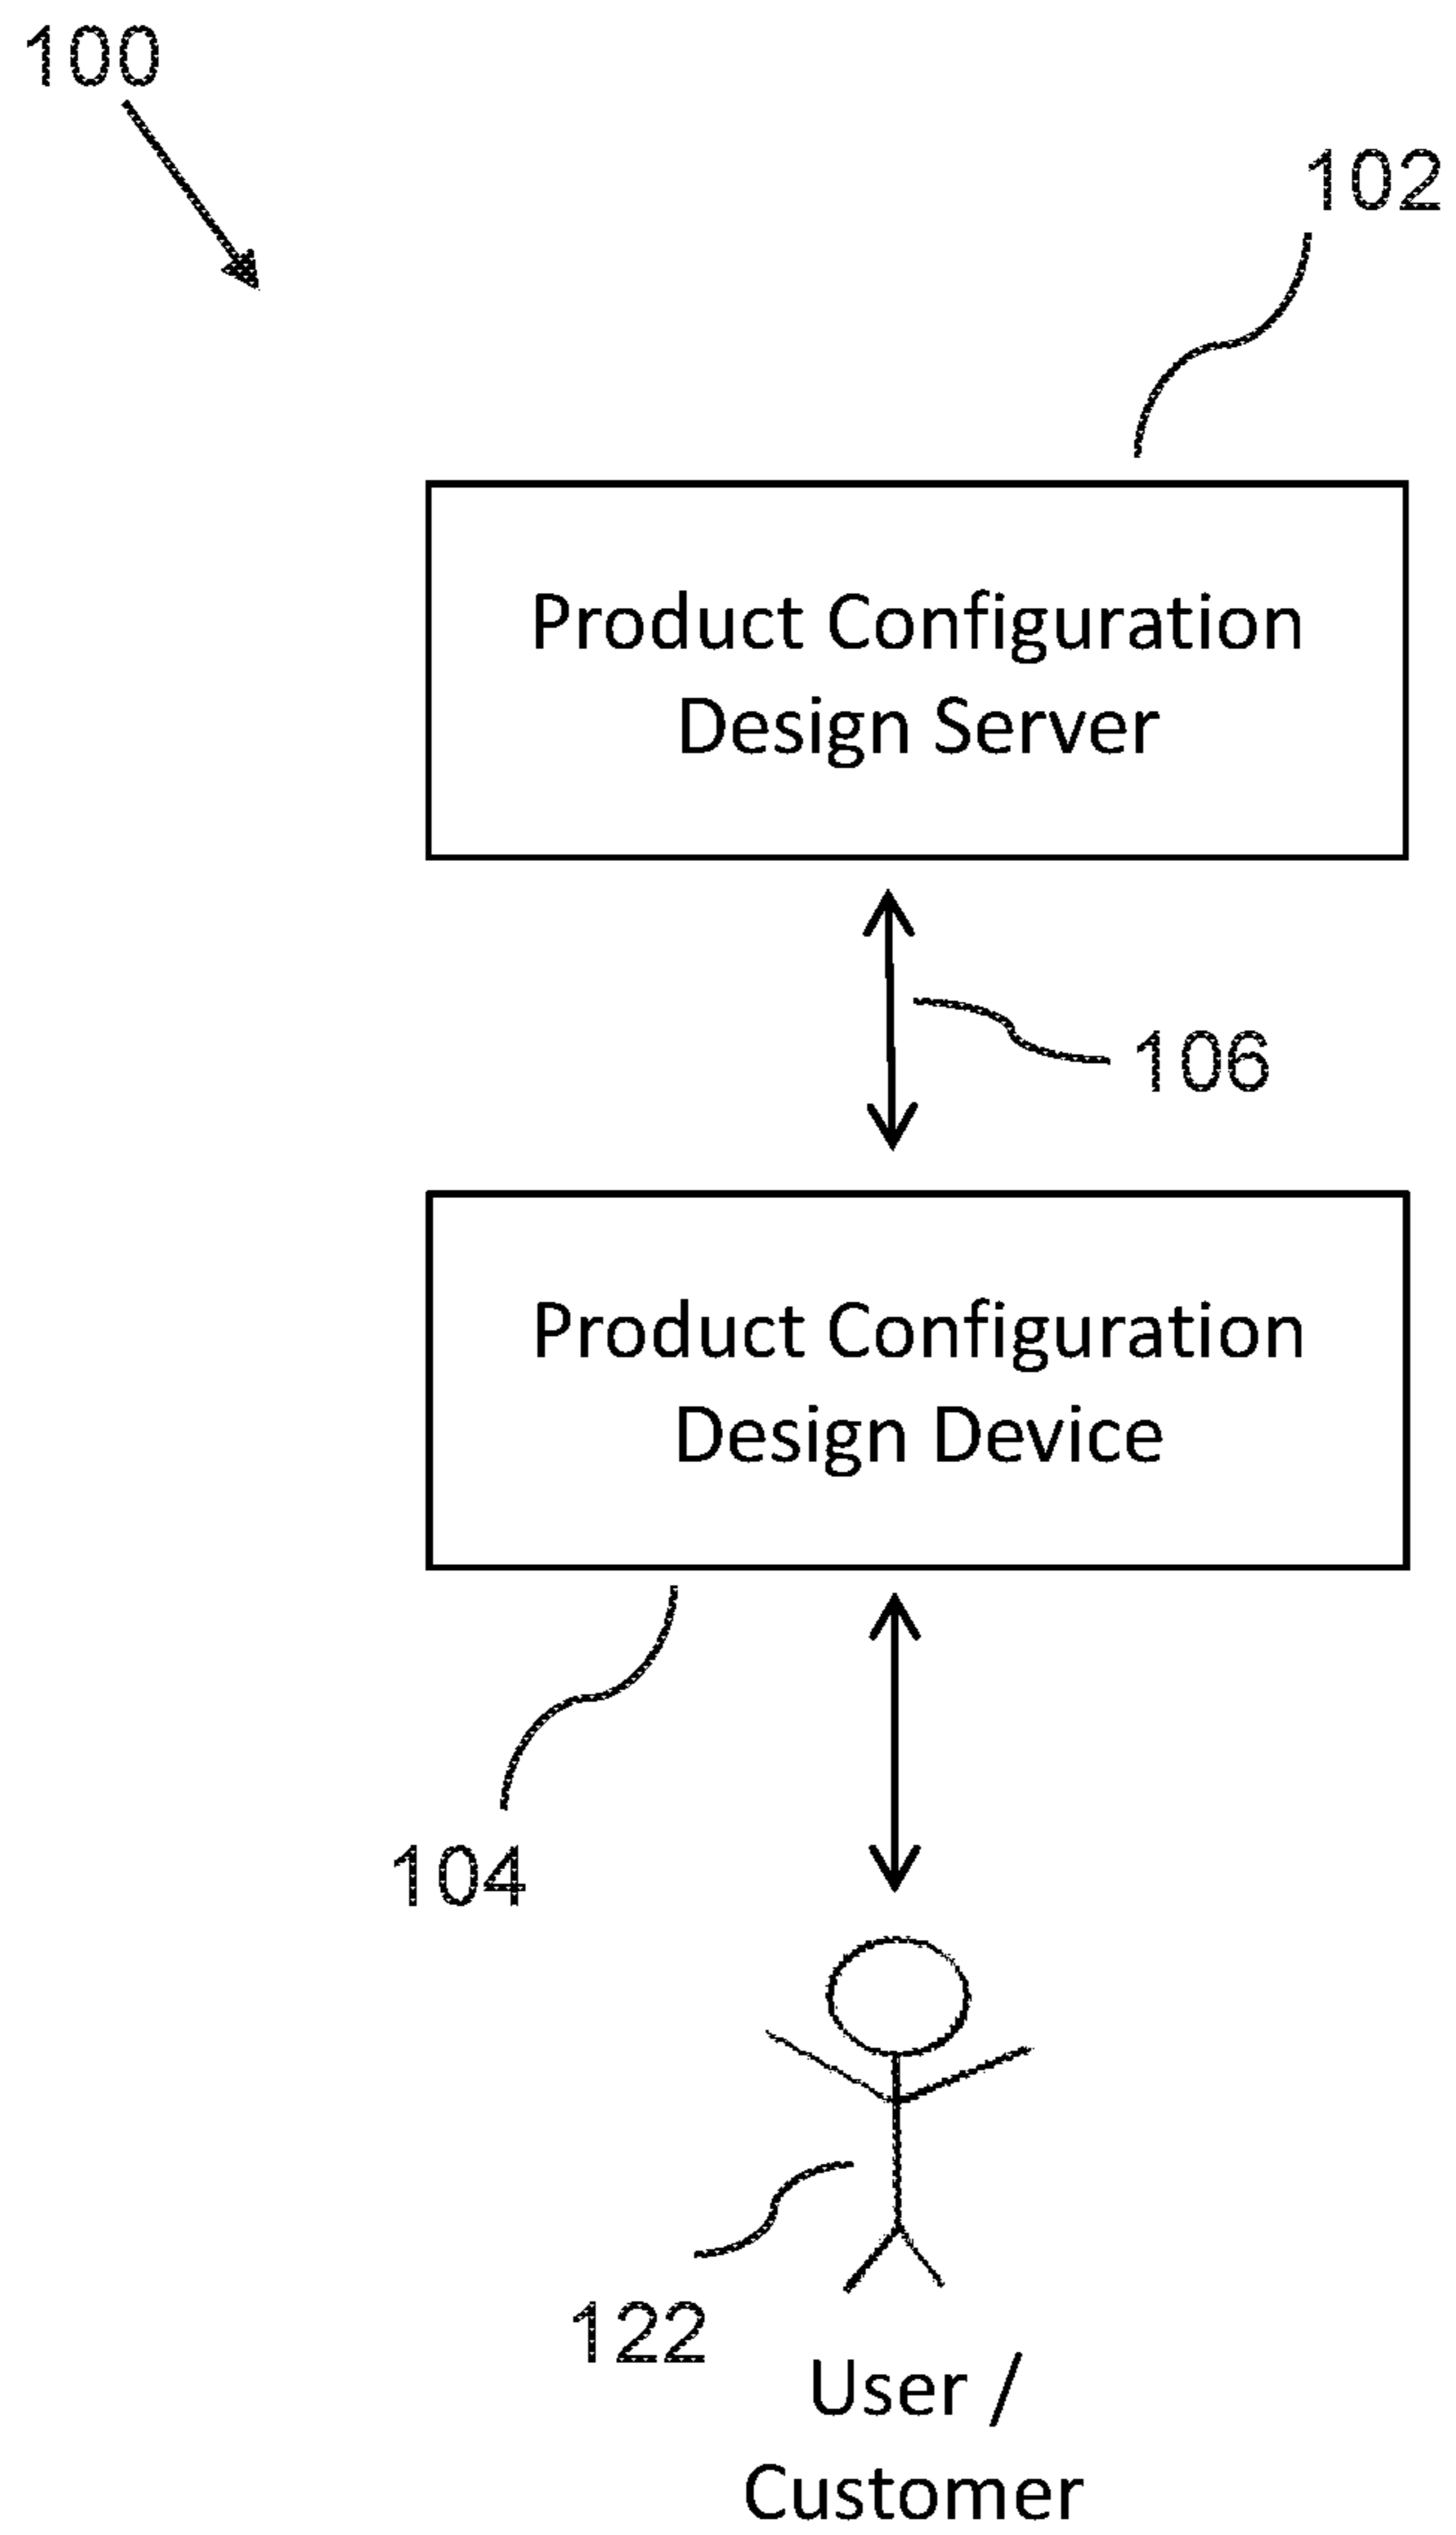 100
102
Product Configuration
Design Server
106
Product Configuration
Design Device
104
122
User /
Customer